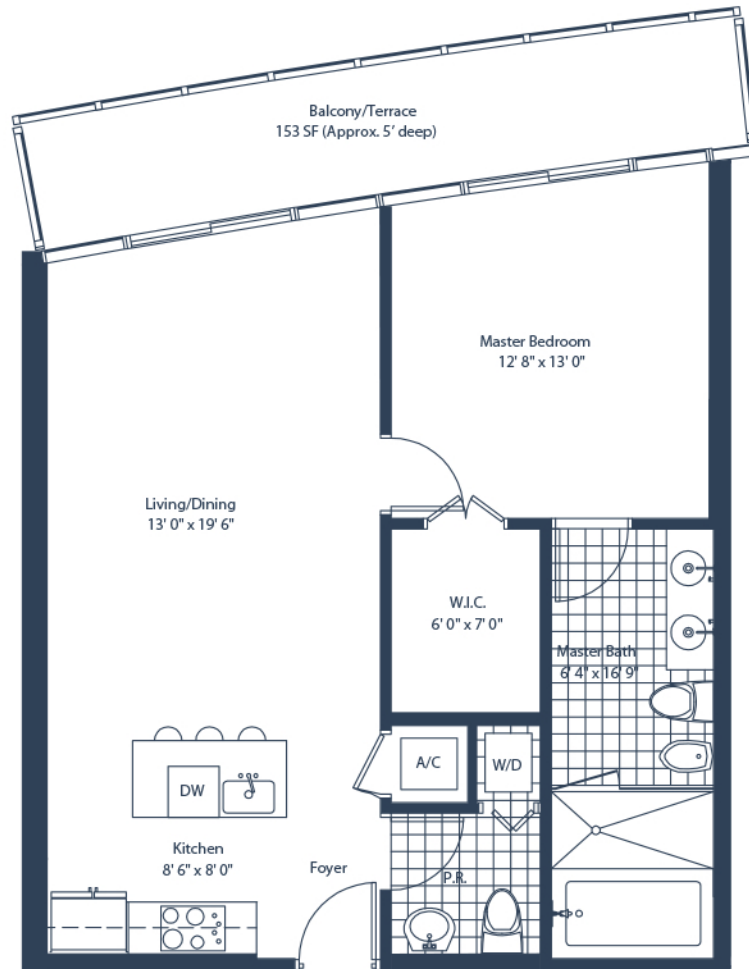 Balcony/Terrace
153 SF (Approx. 5' deep)
Master Bedroom
12' 8" x 13' 0"
Living/Dining
13' 0" x 19' 6"
W.I.C.
6' 0" x 7' 0"
Master Bath
6' 4" x 16' 9"
A/C
W/D
DW
Kitchen
8' 6" x 8' 0"
Foyer
P.R.